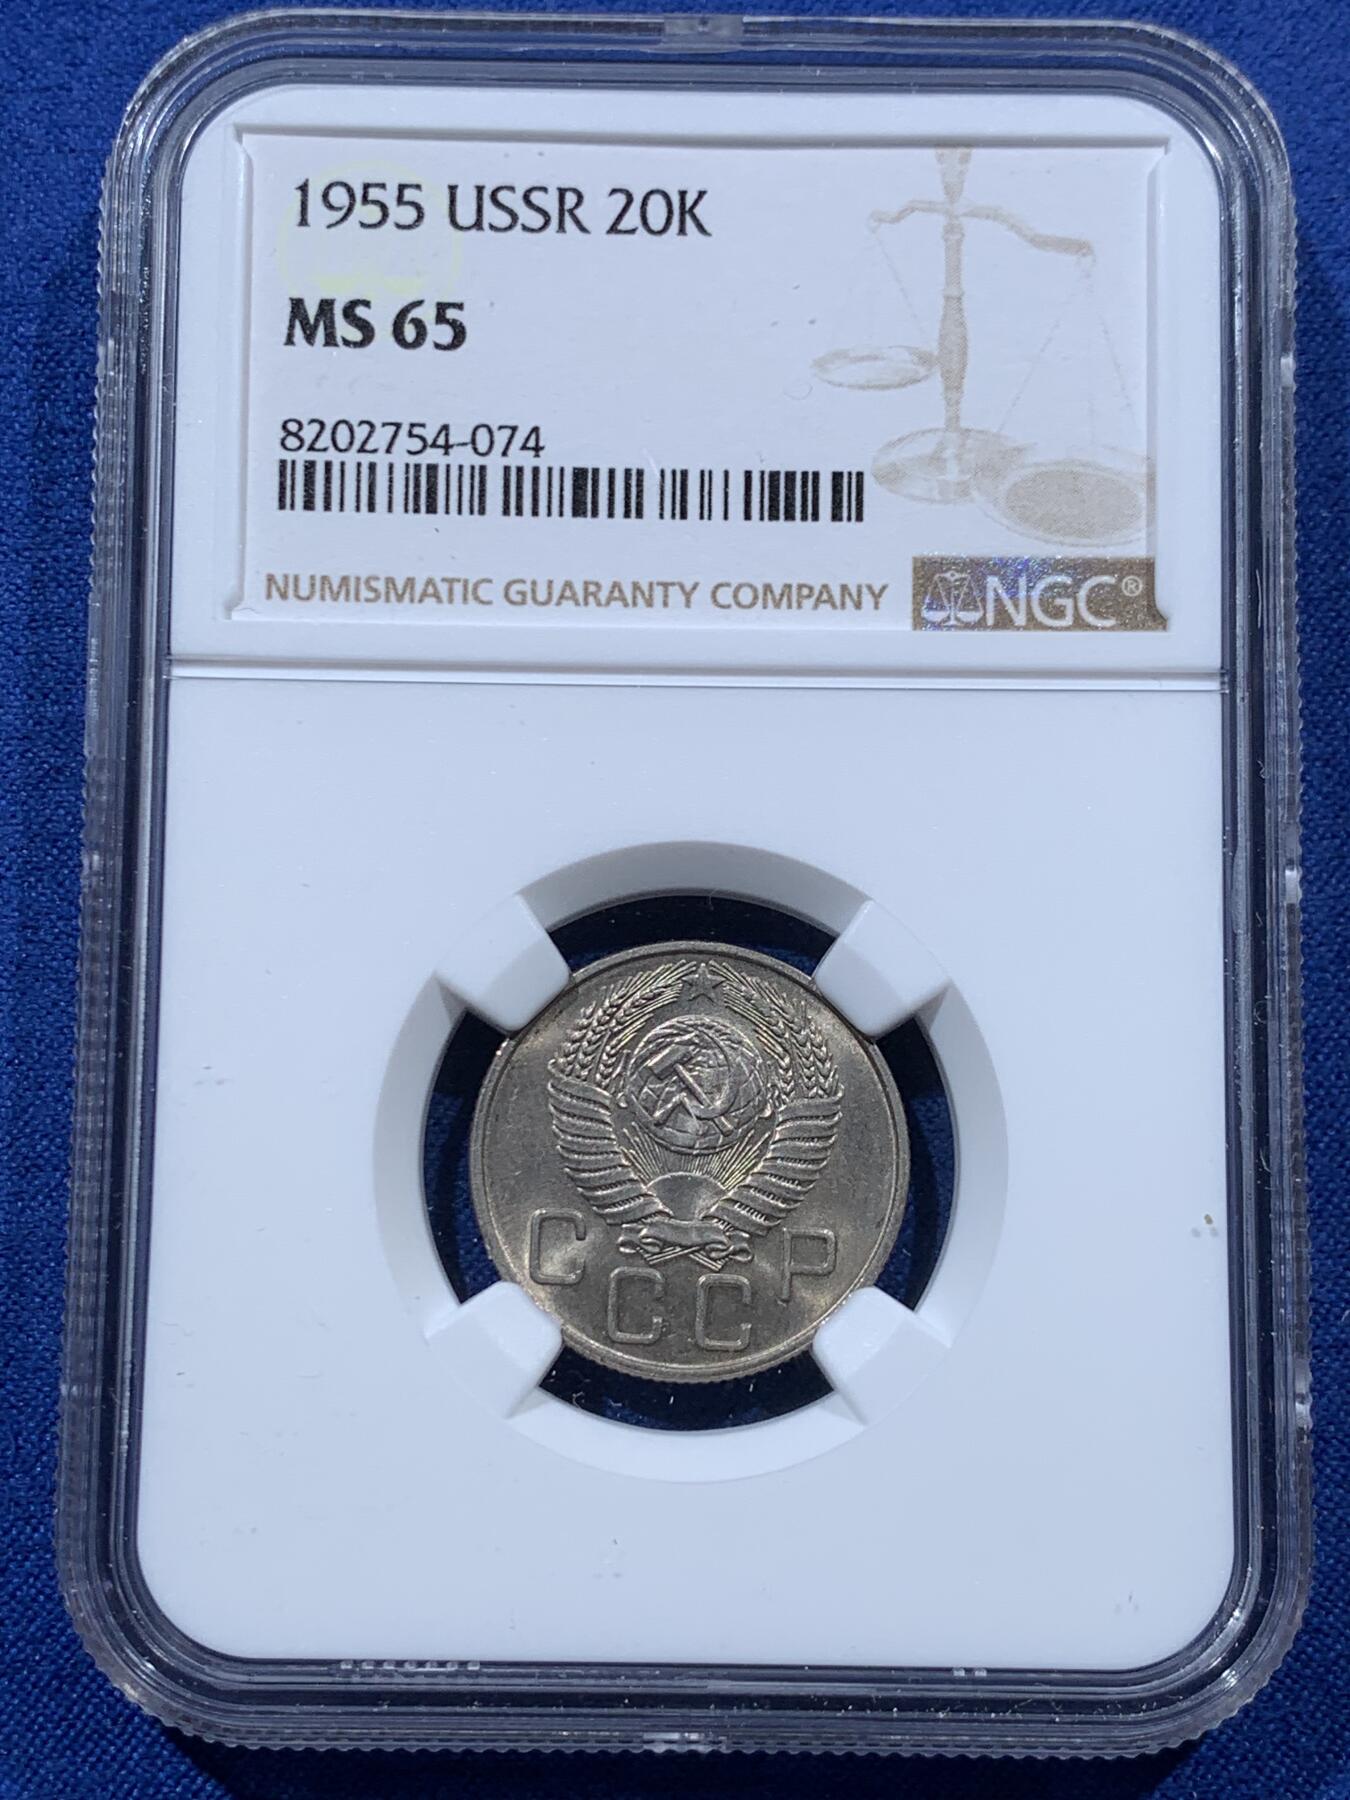 1955 USSR 20K
MS 65
8202754-074
NUMISMATIC GUARANTY COMPANY
NGC®
СССР